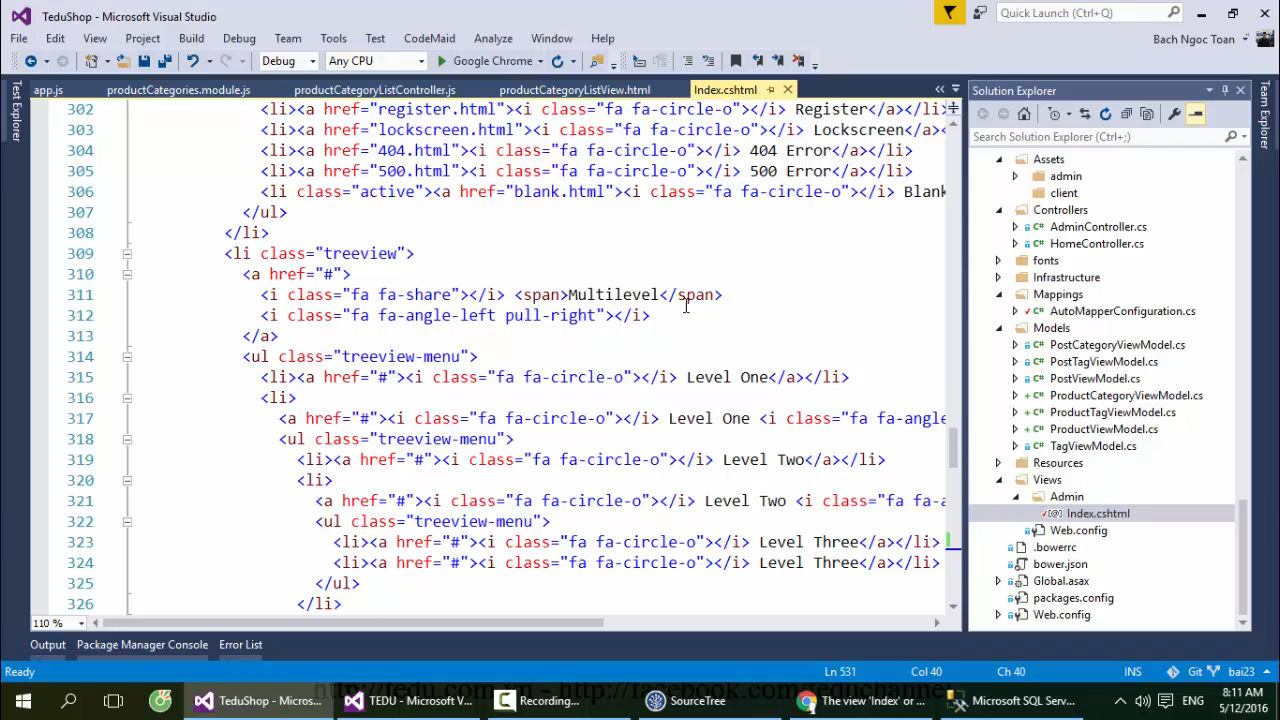 TeduShop - Microsoft Visual Studio
Quick Launch (Ctrl+Q)
File Edit View Project Build Debug Team Tools Test CodeMaid Analyze Window Help
Bach Ngoc Toan
Debug Any CPU Google Chrome
Test Explorer
app.js productCategories.module.js productCategoryListController.js productCategoryListView.html Index.cshtml
302 <li><a href="register.html"><i class="fa fa-circle-o"></i> Register</a></li>
303 <li><a href="lockscreen.html"><i class="fa fa-circle-o"></i> Lockscreen</a><
304 <li><a href="404.html"><i class="fa fa-circle-o"></i> 404 Error</a></li>
305 <li><a href="500.html"><i class="fa fa-circle-o"></i> 500 Error</a></li>
306 <li class="active"><a href="blank.html"><i class="fa fa-circle-o"></i> Blank
307 </ul>
308 </li>
309 <li class="treeview">
310 <a href="#">
311 <i class="fa fa-share"></i> <span>Multilevel</span>
312 <i class="fa fa-angle-left pull-right"></i>
313 </a>
314 <ul class="treeview-menu">
315 <li><a href="#"><i class="fa fa-circle-o"></i> Level One</a></li>
316 <li>
317 <a href="#"><i class="fa fa-circle-o"></i> Level One <i class="fa fa-angle
318 <ul class="treeview-menu">
319 <li><a href="#"><i class="fa fa-circle-o"></i> Level Two</a></li>
320 <li>
321 <a href="#"><i class="fa fa-circle-o"></i> Level Two <i class="fa fa-a
322 <ul class="treeview-menu">
323 <li><a href="#"><i class="fa fa-circle-o"></i> Level Three</a></li>
324 <li><a href="#"><i class="fa fa-circle-o"></i> Level Three</a></li>
325 </ul>
326 </li>
110 %
Solution Explorer
Search Solution Explorer (Ctrl+;)
Assets
admin
client
Controllers
AdminController.cs
HomeController.cs
fonts
Infrastructure
Mappings
AutoMapperConfiguration.cs
Models
PostCategoryViewModel.cs
PostTagViewModel.cs
PostViewModel.cs
ProductCategoryViewModel.cs
ProductTagViewModel.cs
ProductViewModel.cs
TagViewModel.cs
Resources
Views
Admin
Index.cshtml
Web.config
.bowerrc
bower.json
Global.asax
packages.config
Web.config
Output Package Manager Console Error List
Ready Ln 531 Col 40 Ch 40 INS Git bai23
TeduShop - Micros... TEDU - Microsoft V... Recording... SourceTree The view 'Index' or ... Microsoft SQL Serv... ENG
8:11 AM
5/12/2016